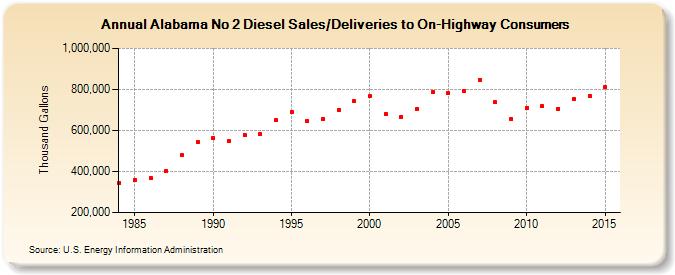 Annual Alabama No 2 Diesel Sales/Deliveries to On-Highway Consumers
Thousand Gallons
1,000,000
800,000
600,000
400,000
200,000
1985 1990 1995 2000 2005 2010 2015
Source: U.S. Energy Information Administration